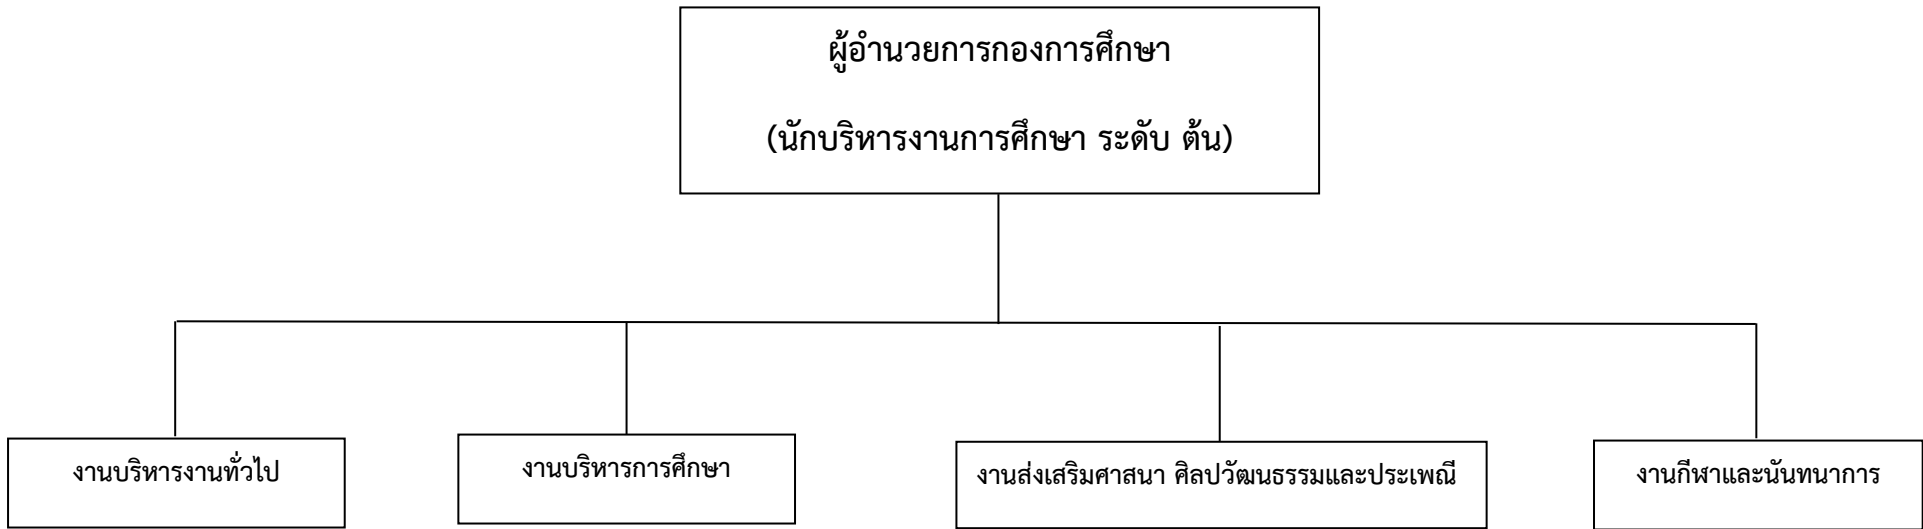 ผู้อำนวยการกองการศึกษา
(นักบริหารงานการศึกษา ระดับ ต้น)
งานบริหารงานทั่วไป
งานบริหารการศึกษา
งานส่งเสริมศาสนา ศิลปวัฒนธรรมและประเพณี
งานกีฬาและนันทนาการ